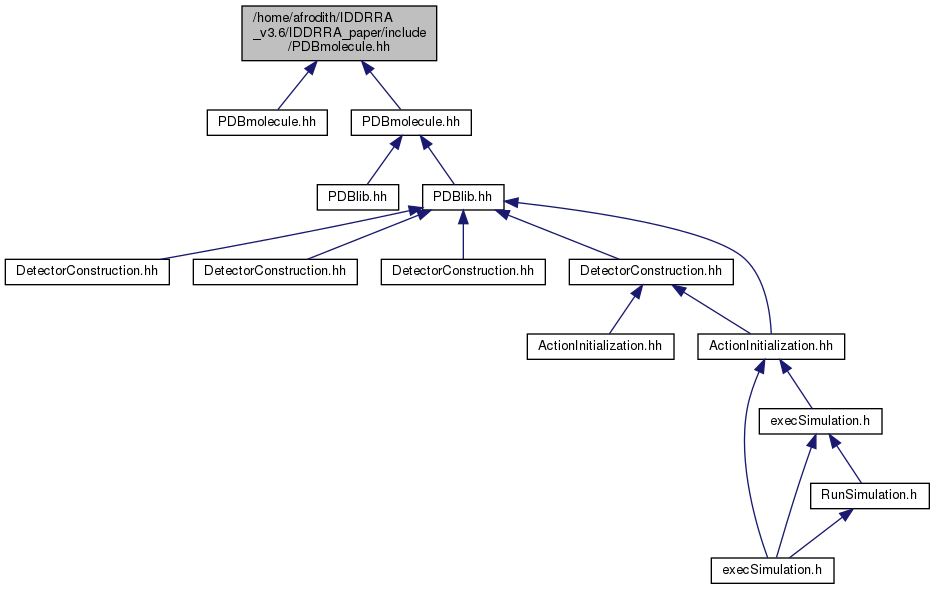 /home/afrodith/IDDRRA
_v3.6/IDDRRA_paper/include
/PDBmolecule.hh
PDBmolecule.hh
PDBmolecule.hh
PDBlib.hh
PDBlib.hh
DetectorConstruction.hh
DetectorConstruction.hh
DetectorConstruction.hh
DetectorConstruction.hh
ActionInitialization.hh
ActionInitialization.hh
execSimulation.h
RunSimulation.h
execSimulation.h